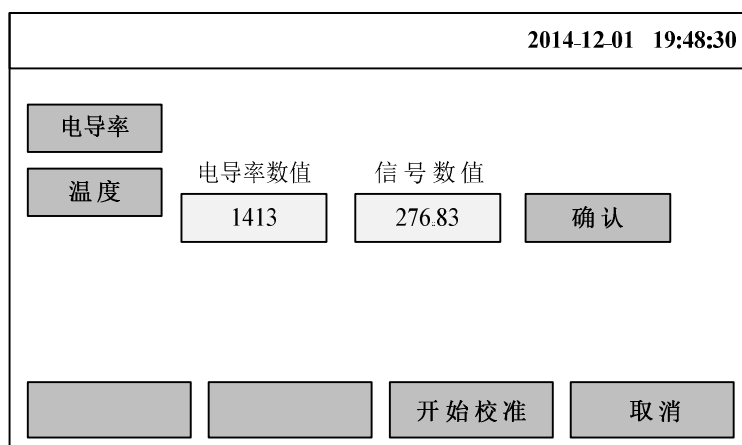 2014-12-01 19:48:30
电导率
温度
电导率数值 信号数值
1413 276.83 确认
开始校准 取消